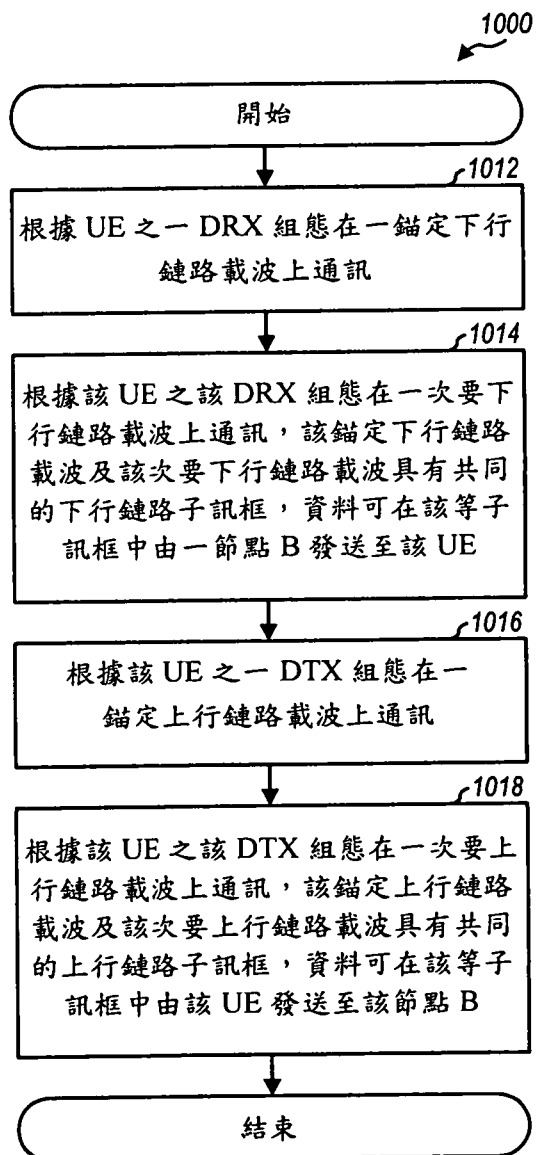 1000
開始
1012
根據 UE 之一 DRX 組態在一錨定下行
鏈路載波上通訊
1014
根據該 UE 之該 DRX 組態在一次要下
行鏈路載波上通訊，該錨定下行鏈路
載波及該次要下行鏈路載波具有共同
的下行鏈路子訊框，資料可在該等子
訊框中由一節點 B 發送至該 UE
1016
根據該 UE 之一 DTX 組態在一
錨定上行鏈路載波上通訊
1018
根據該 UE 之該 DTX 組態在一次要上
行鏈路載波上通訊，該錨定上行鏈路
載波及該次要上行鏈路載波具有共同
的上行鏈路子訊框，資料可在該等子
訊框中由該 UE 發送至該節點 B
結束